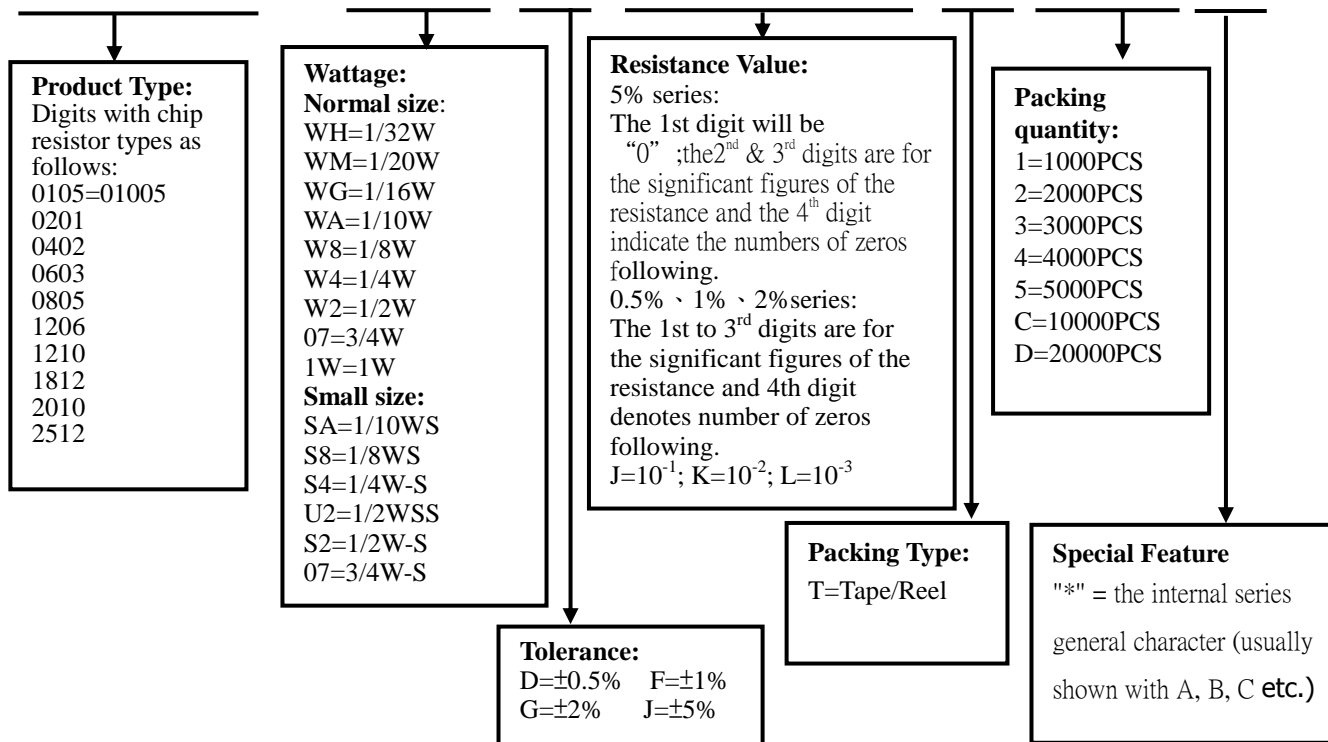 Product Type:
Digits with chip
resistor types as
follows:
0105=01005
0201
0402
0603
0805
1206
1210
1812
2010
2512
Wattage:
Normal size:
WH=1/32W
WM=1/20W
WG=1/16W
WA=1/10W
W8=1/8W
W4=1/4W
W2=1/2W
07=3/4W
1W=1W
Small size:
SA=1/10WS
S8=1/8WS
S4=1/4W-S
U2=1/2WSS
S2=1/2W-S
07=3/4W-S
Resistance Value:
5% series:
The 1st digit will be
“0” ;the2nd & 3rd digits are for
the significant figures of the
resistance and the 4th digit
indicate the numbers of zeros
following.
0.5%、1%、2%series:
The 1st to 3rd digits are for
the significant figures of the
resistance and 4th digit
denotes number of zeros
following.
J=10-1; K=10-2; L=10-3
Packing
quantity:
1=1000PCS
2=2000PCS
3=3000PCS
4=4000PCS
5=5000PCS
C=10000PCS
D=20000PCS
Tolerance:
D=±0.5% F=±1%
G=±2% J=±5%
Packing Type:
T=Tape/Reel
Special Feature
"*" = the internal series
general character (usually
shown with A, B, C etc.)